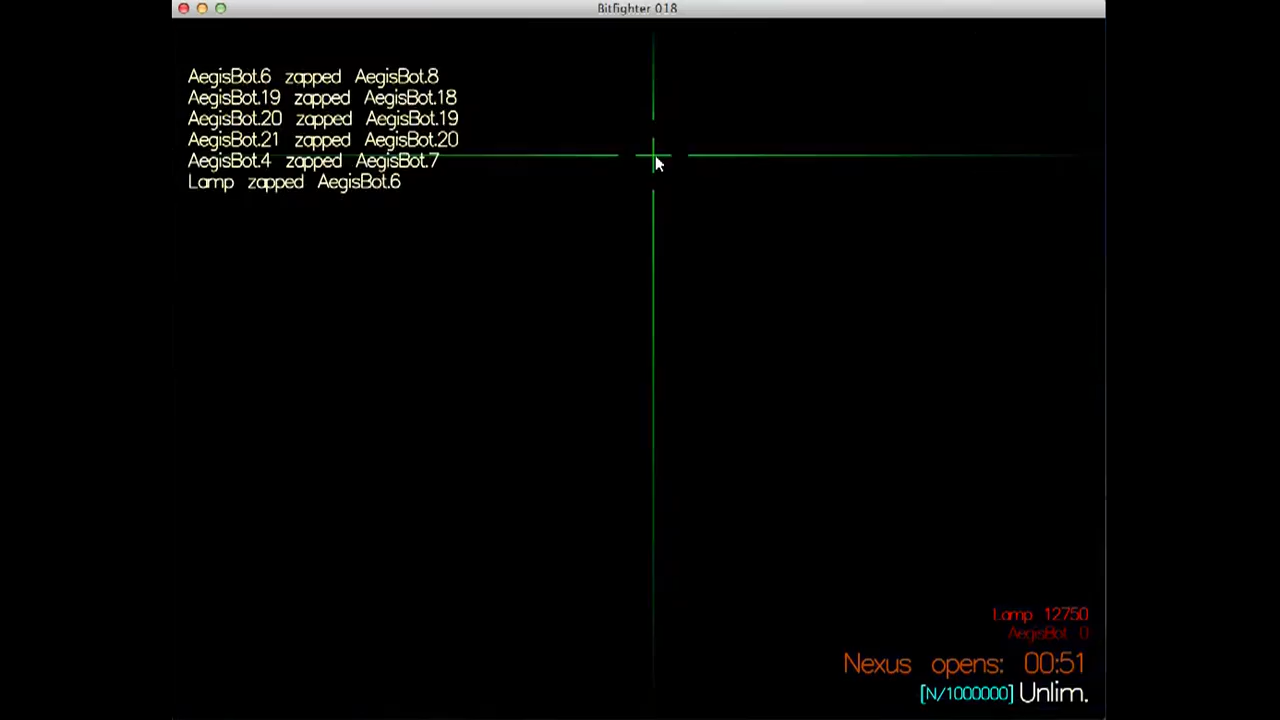 Bitfighter 018
AegisBot.6 zapped AegisBot.8
AegisBot.19 zapped AegisBot.18
AegisBot.20 zapped AegisBot.19
AegisBot.21 zapped AegisBot.20
AegisBot.4 zapped AegisBot.7
Lamp zapped AegisBot.6
Lamp 12750
AegisBot 0
Nexus opens: 00:51
[N/1000000] Unlim.